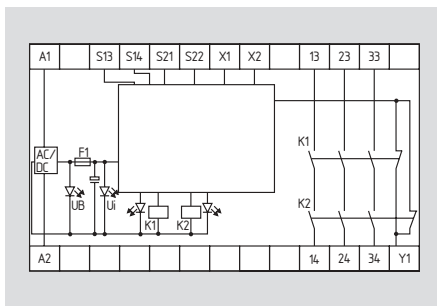 A1 S13 S14 S21 S22 X1 X2 13 23 33
K1
AC/ F1
DC
UB Ui
K1 K2
K2
A2 14 24 34 Y1